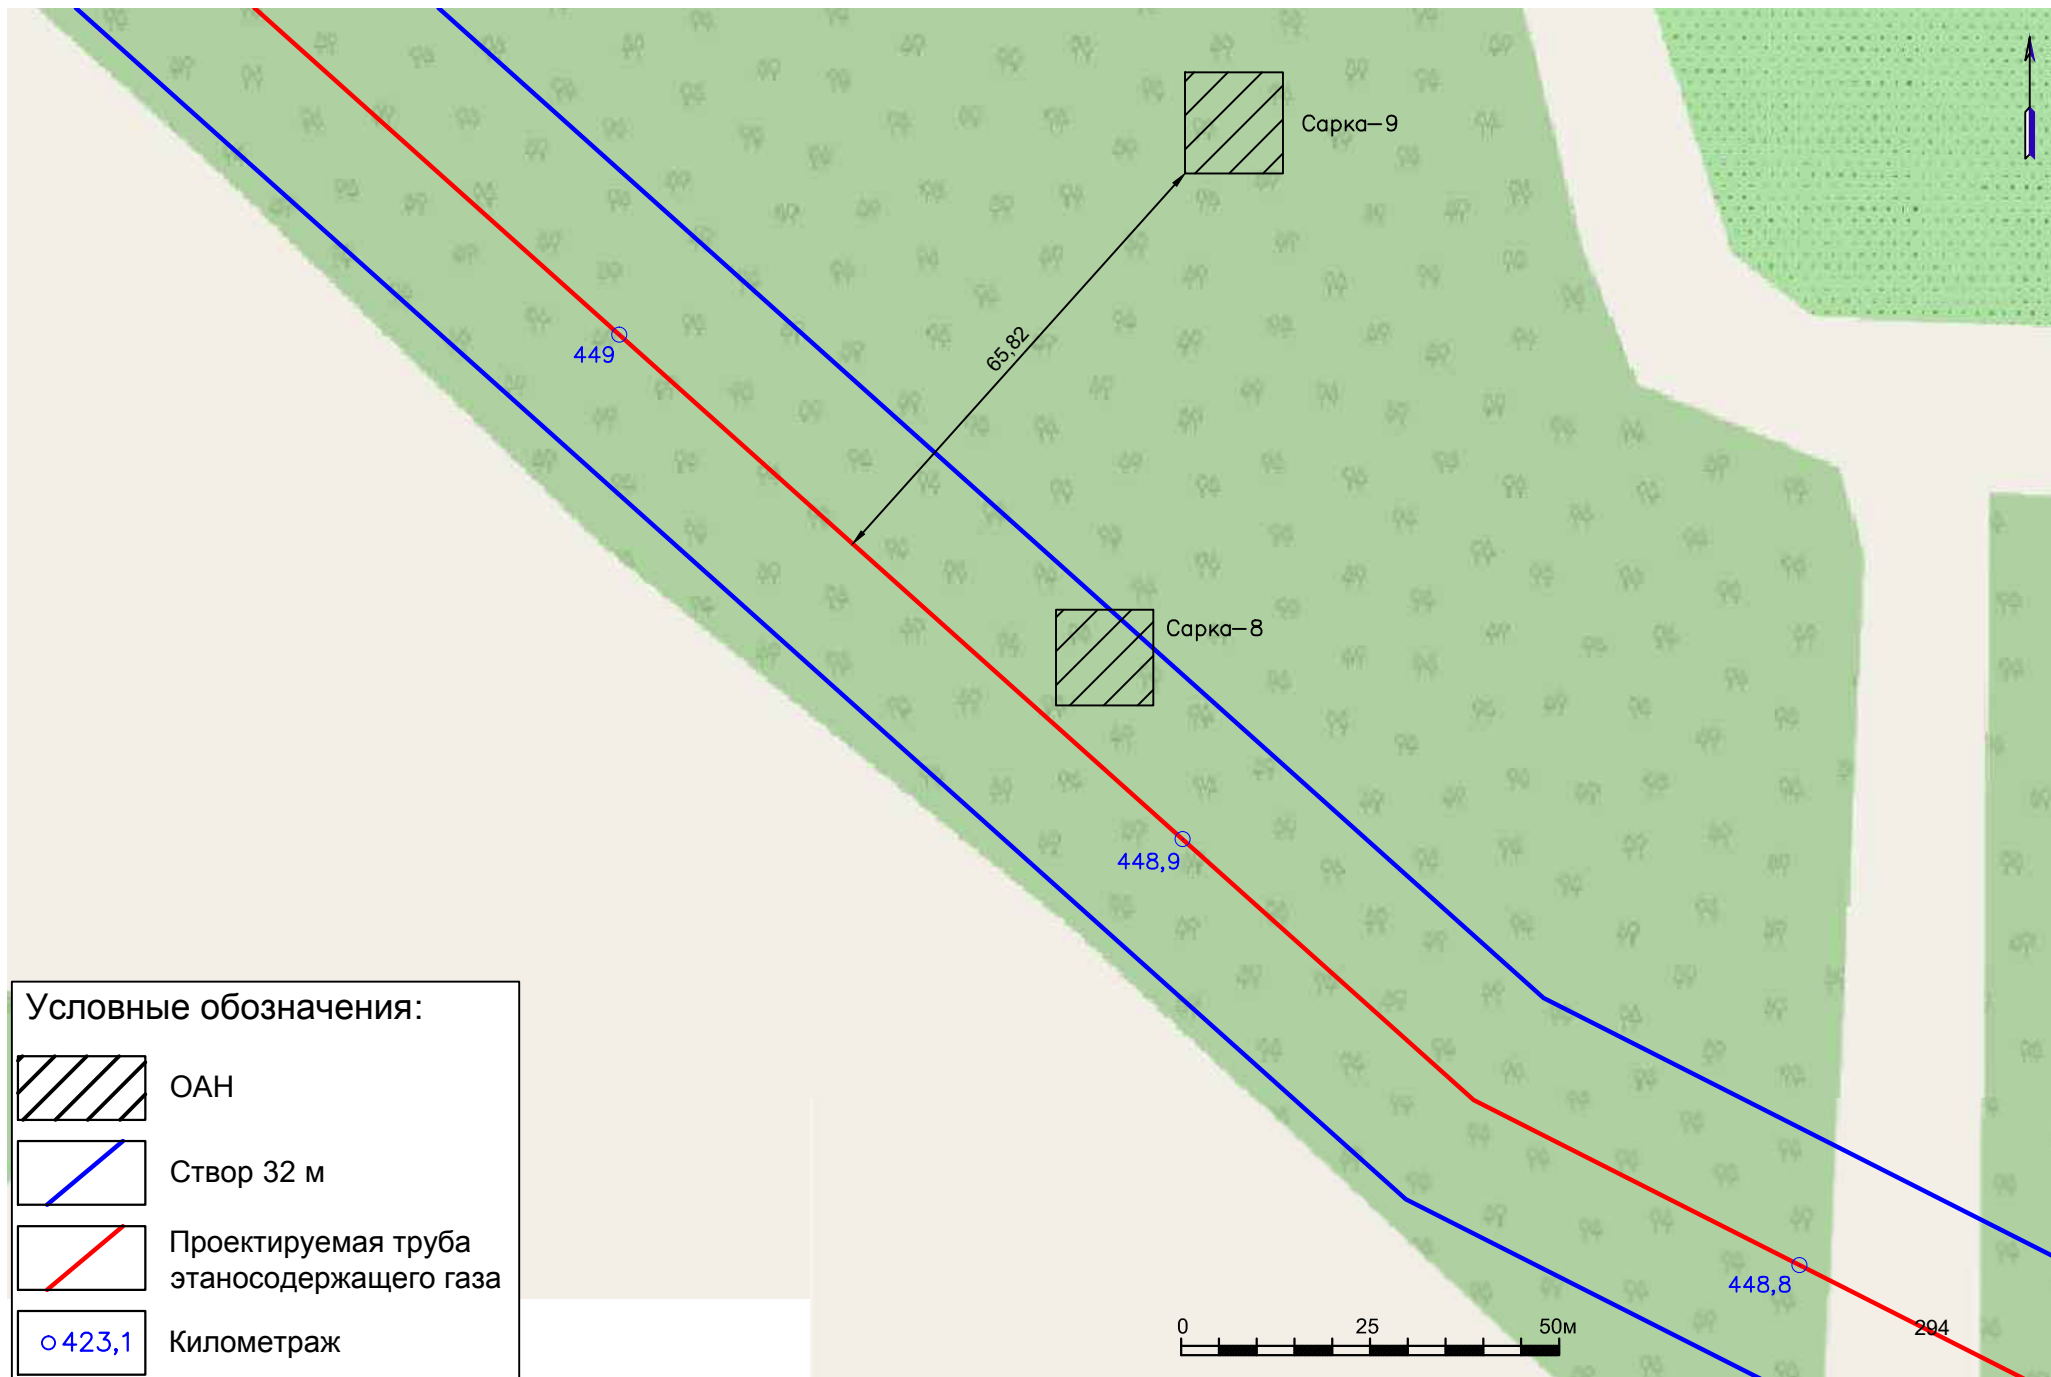 Сарка-9
65,82
449
Сарка-8
448,9
Условные обозначения:
ОАН
Створ 32 м
Проектируемая труба
этаносодержащего газа
423,1 Километраж
448,8
0 25 50м
294